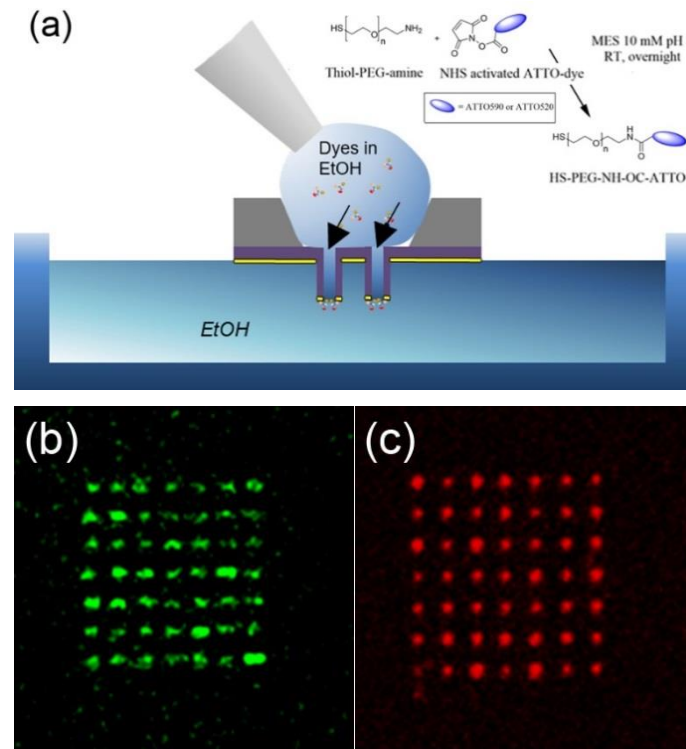 (a)
HS
O
n
NH₂
+
O
N
O
O
O
MES 10 mM pH
RT, overnight
Thiol-PEG-amine
NHS activated ATTO-dye
= ATTO590 or ATTO520
HS
O
n
H
N
O
HS-PEG-NH-OC-ATTO
Dyes in
EtOH
EtOH
(b)
(c)